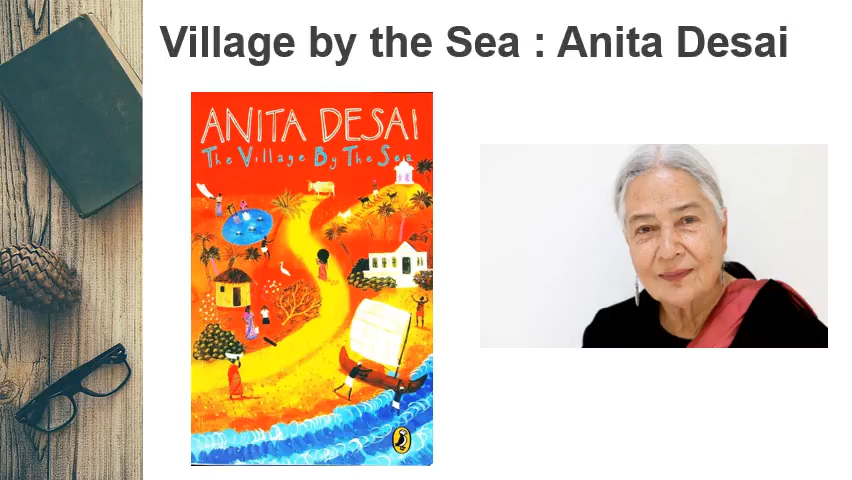 Village by the Sea : Anita Desai
ANITA DESAI
The Village By The Sea